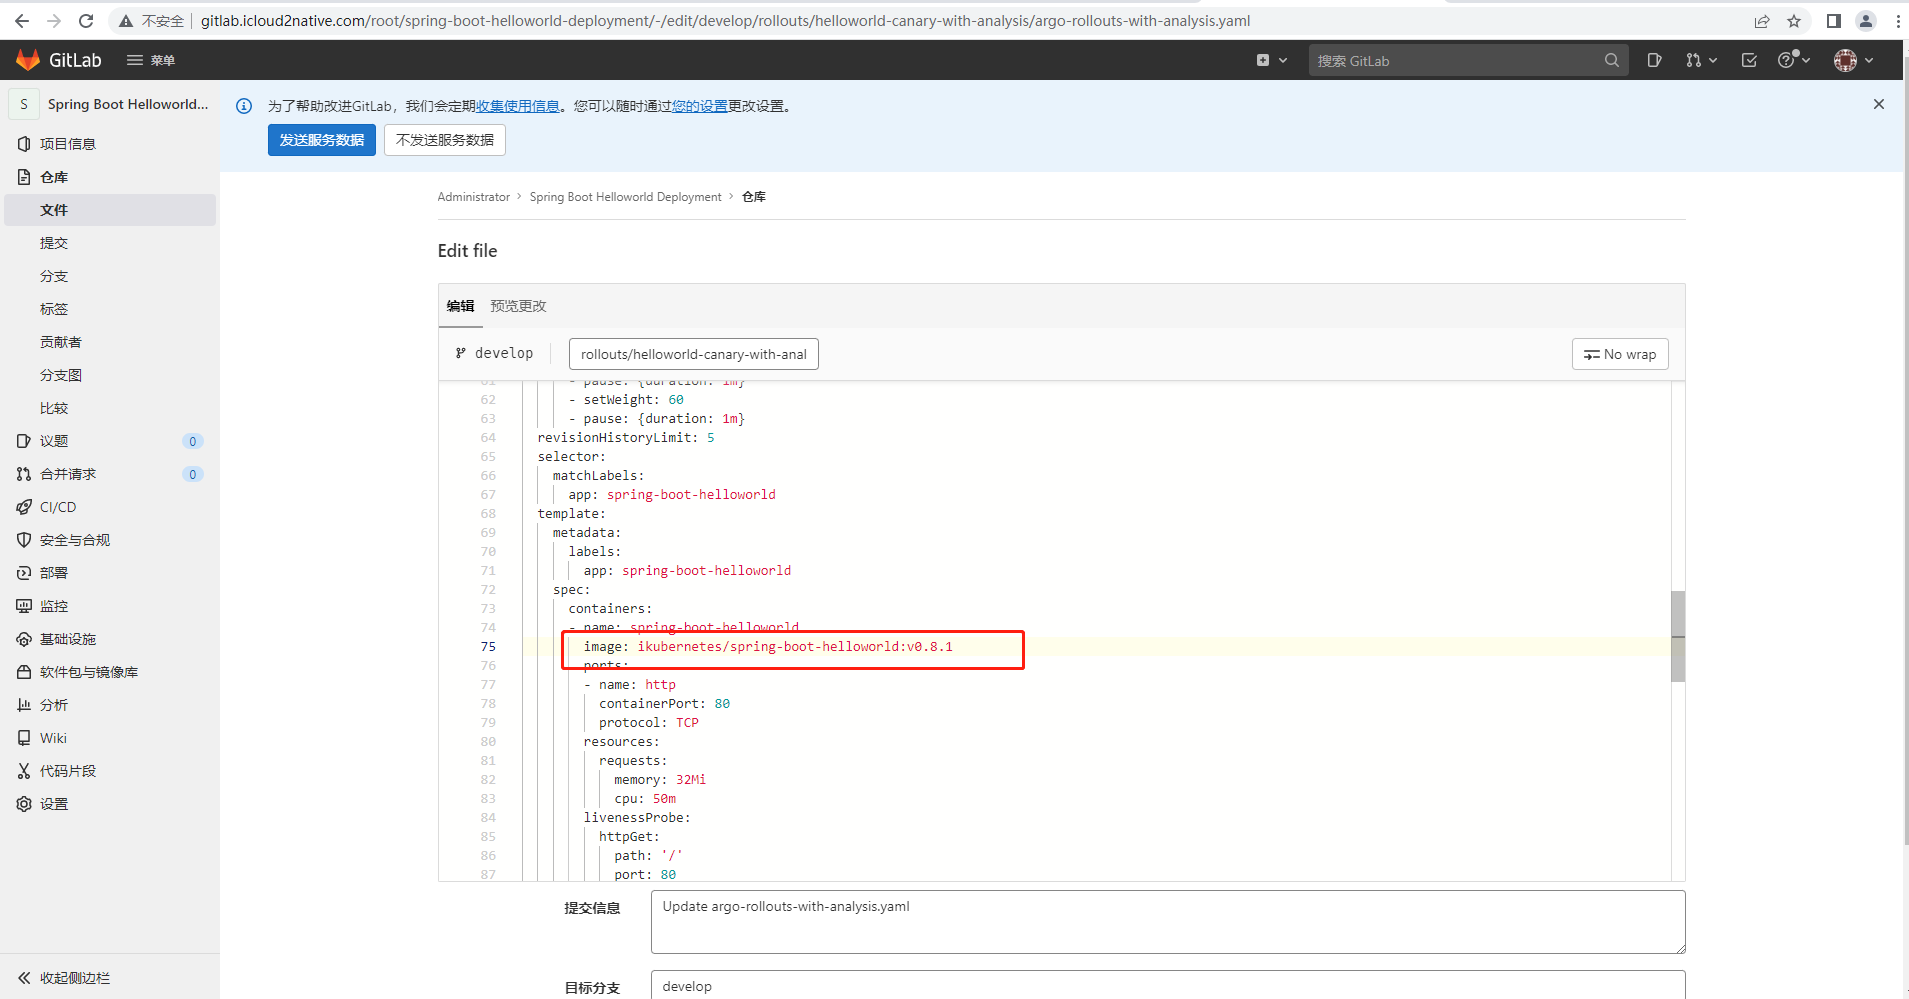 不安全 gitlab.icloud2native.com/root/spring-boot-helloworld-deployment/-/edit/develop/rollouts/helloworld-canary-with-analysis/argo-rollouts-with-analysis.yaml
GitLab 菜单 搜索 GitLab
S Spring Boot Helloworld...
项目信息
仓库
文件
提交
分支
标签
贡献者
分支图
比较
议题 0
合并请求 0
CI/CD
安全与合规
部署
监控
基础设施
软件包与镜像库
分析
Wiki
代码片段
设置
收起侧边栏
为了帮助改进GitLab，我们会定期收集使用信息。您可以随时通过您的设置更改设置。
发送服务数据 不发送服务数据
Administrator › Spring Boot Helloworld Deployment › 仓库
Edit file
编辑 预览更改
develop rollouts/helloworld-canary-with-anal No wrap
61 - pause: {duration: 1m}
62 - setWeight: 60
63 - pause: {duration: 1m}
64 revisionHistoryLimit: 5
65 selector:
66 matchLabels:
67 app: spring-boot-helloworld
68 template:
69 metadata:
70 labels:
71 app: spring-boot-helloworld
72 spec:
73 containers:
74 - name: spring-boot-helloworld
75 image: ikubernetes/spring-boot-helloworld:v0.8.1
76 ports:
77 - name: http
78 containerPort: 80
79 protocol: TCP
80 resources:
81 requests:
82 memory: 32Mi
83 cpu: 50m
84 livenessProbe:
85 httpGet:
86 path: '/'
87 port: 80
提交信息 Update argo-rollouts-with-analysis.yaml
目标分支 develop